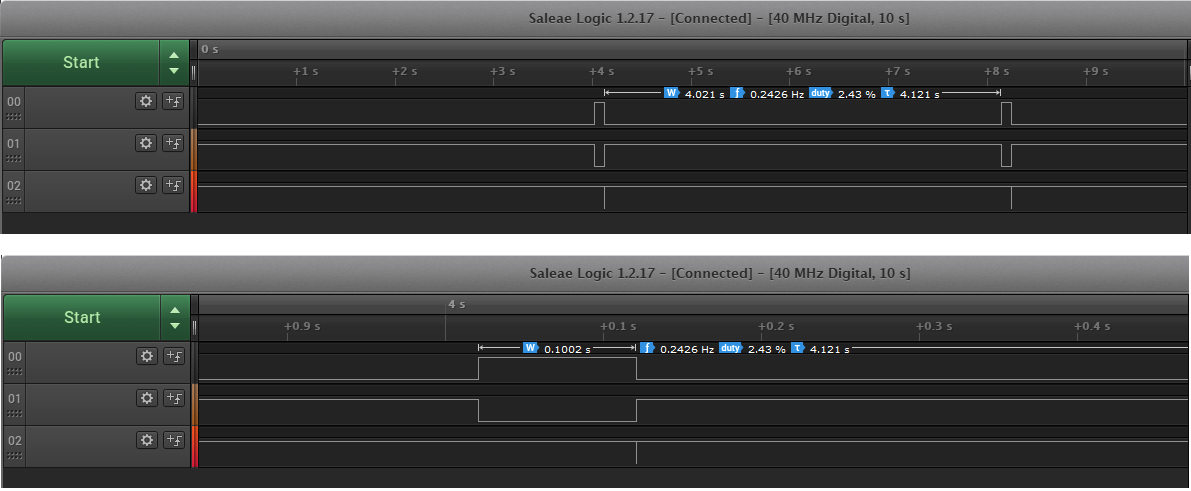 Saleae Logic 1.2.17 – [Connected] – [40 MHz Digital, 10 s]
Start
0 s
+1 s +2 s +3 s +4 s +5 s +6 s +7 s +8 s +9 s
00
W 4.021 s f 0.2426 Hz duty 2.43 % T 4.121 s
01
02
Saleae Logic 1.2.17 – [Connected] – [40 MHz Digital, 10 s]
Start
4 s
+0.9 s +0.1 s +0.2 s +0.3 s +0.4 s
00
W 0.1002 s f 0.2426 Hz duty 2.43 % T 4.121 s
01
02